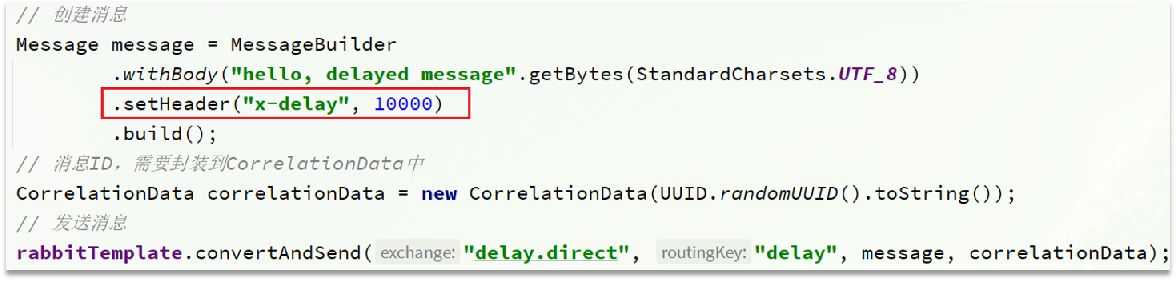 // 创建消息
Message message = MessageBuilder
.withBody("hello, delayed message".getBytes(StandardCharsets.UTF_8))
.setHeader("x-delay", 10000)
.build();
// 消息ID，需要封装到CorrelationData中
CorrelationData correlationData = new CorrelationData(UUID.randomUUID().toString());
// 发送消息
rabbitTemplate.convertAndSend( exchange: "delay.direct", routingKey: "delay", message, correlationData);